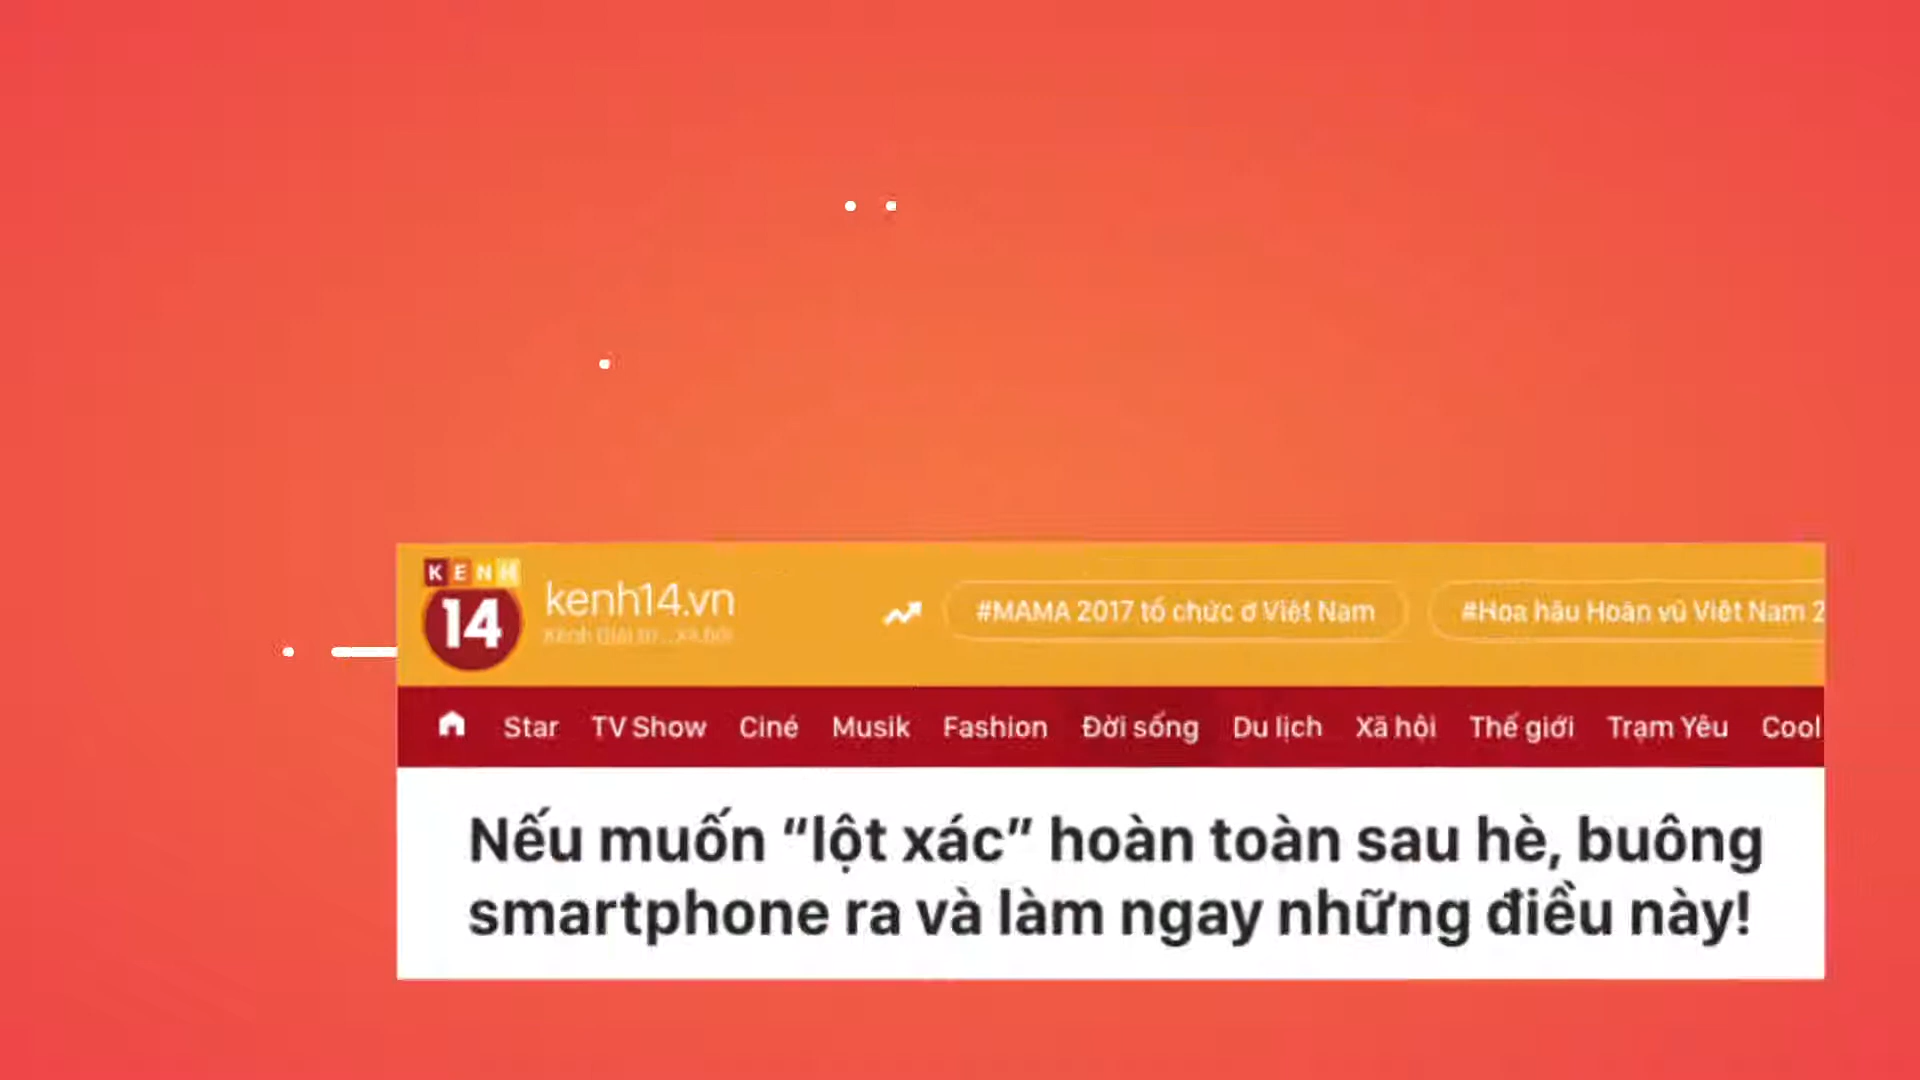 KENH
14
kenh14.vn
#MAMA 2017 tổ chức ở Việt Nam
#Hoa hậu Hoàn vũ Việt Nam 2
Star TV Show Ciné Musik Fashion Đời sống Du lịch Xã hội Thế giới Trạm Yêu Cool
Nếu muốn “lột xác” hoàn toàn sau hè, buông
smartphone ra và làm ngay những điều này!